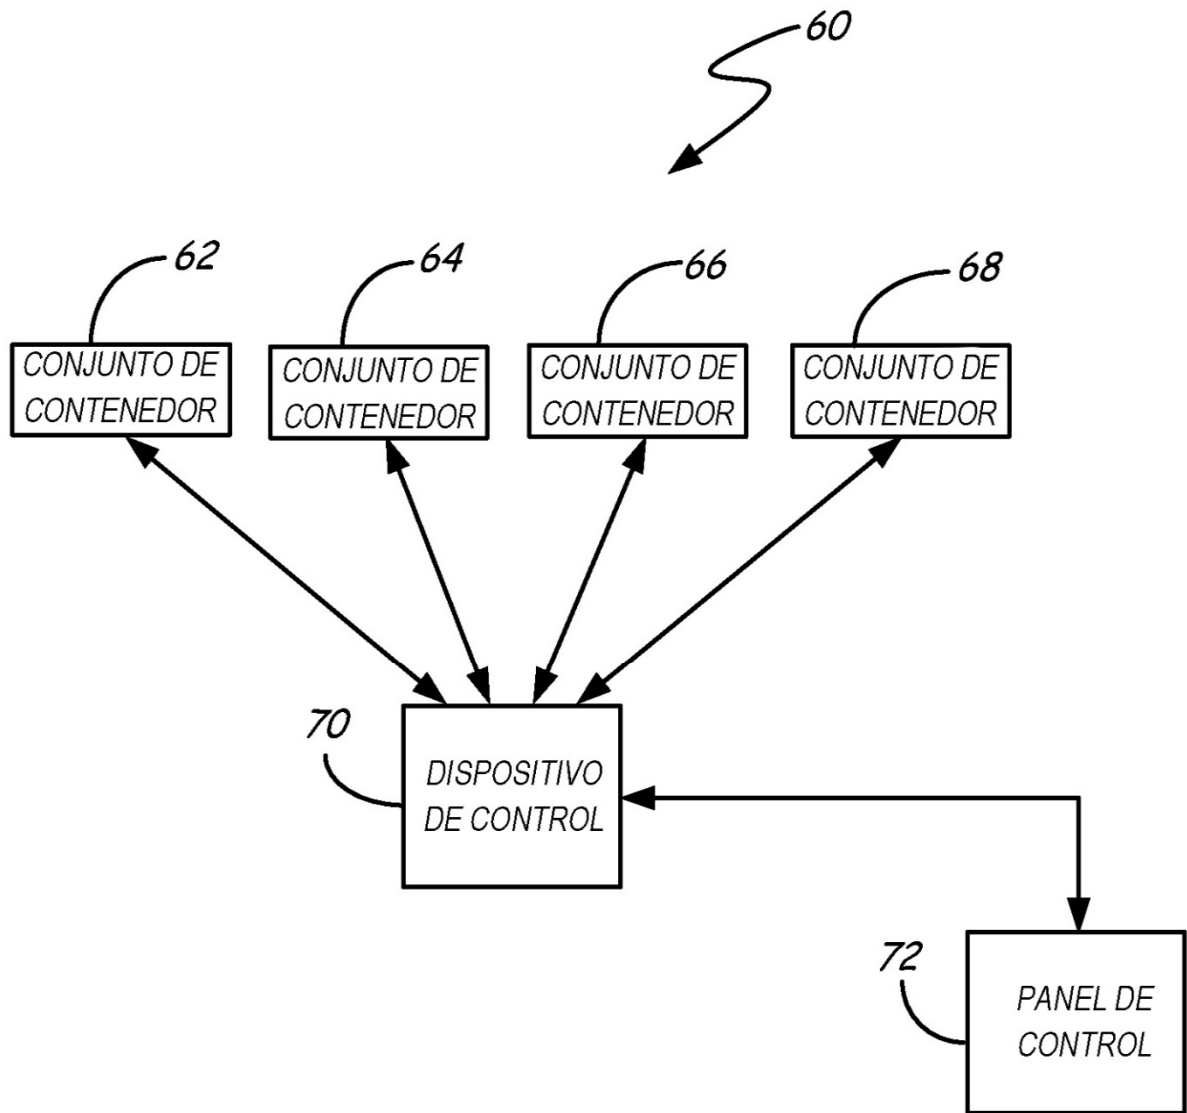 60
62
64
66
68
CONJUNTO DE
CONTENEDOR
CONJUNTO DE
CONTENEDOR
CONJUNTO DE
CONTENEDOR
CONJUNTO DE
CONTENEDOR
70
DISPOSITIVO
DE CONTROL
72
PANEL DE
CONTROL